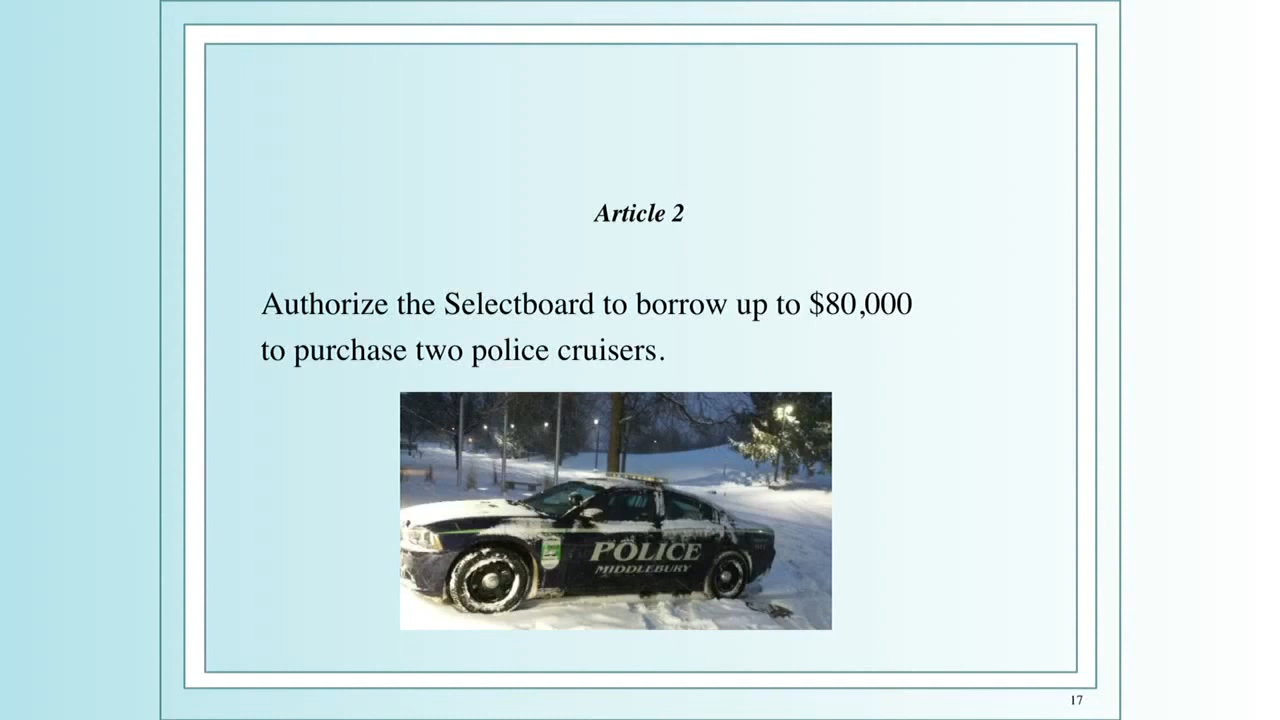 Article 2
Authorize the Selectboard to borrow up to $80,000
to purchase two police cruisers.
POLICE
MIDDLEBURY
17